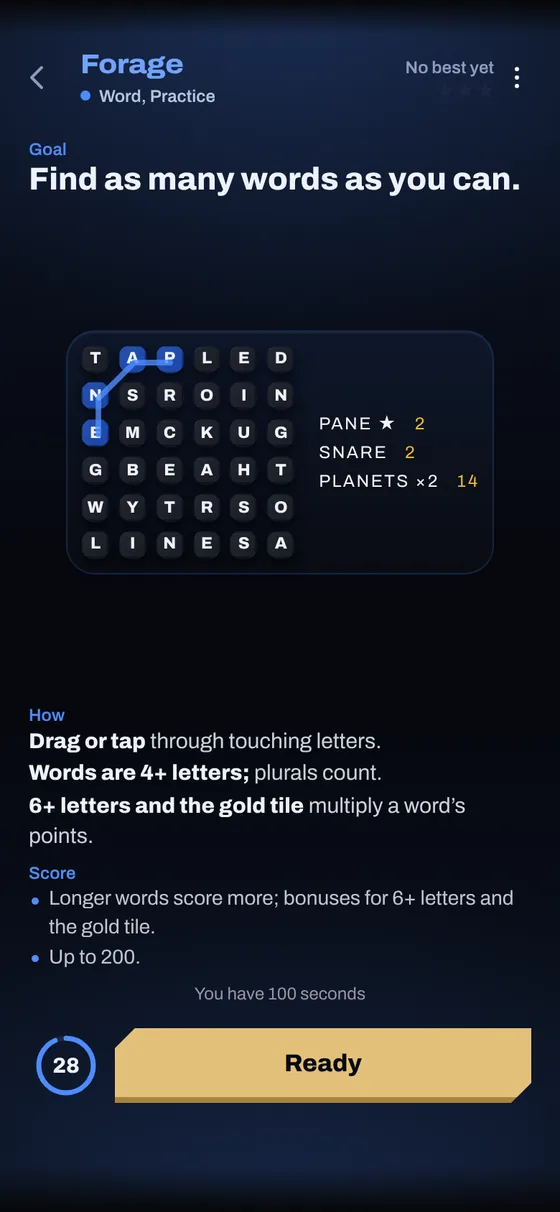 Forage
No best yet
Word, Practice
Goal
Find as many words as you can.
T A P L E D
N S R O I N
E M C K U G
G B E A H T
W Y T R S O
L I N E S A
PANE ★ 2
SNARE 2
PLANETS ×2 14
How
Drag or tap through touching letters.
Words are 4+ letters; plurals count.
6+ letters and the gold tile multiply a word's
points.
Score
• Longer words score more; bonuses for 6+ letters and
the gold tile.
• Up to 200.
You have 100 seconds
28
Ready